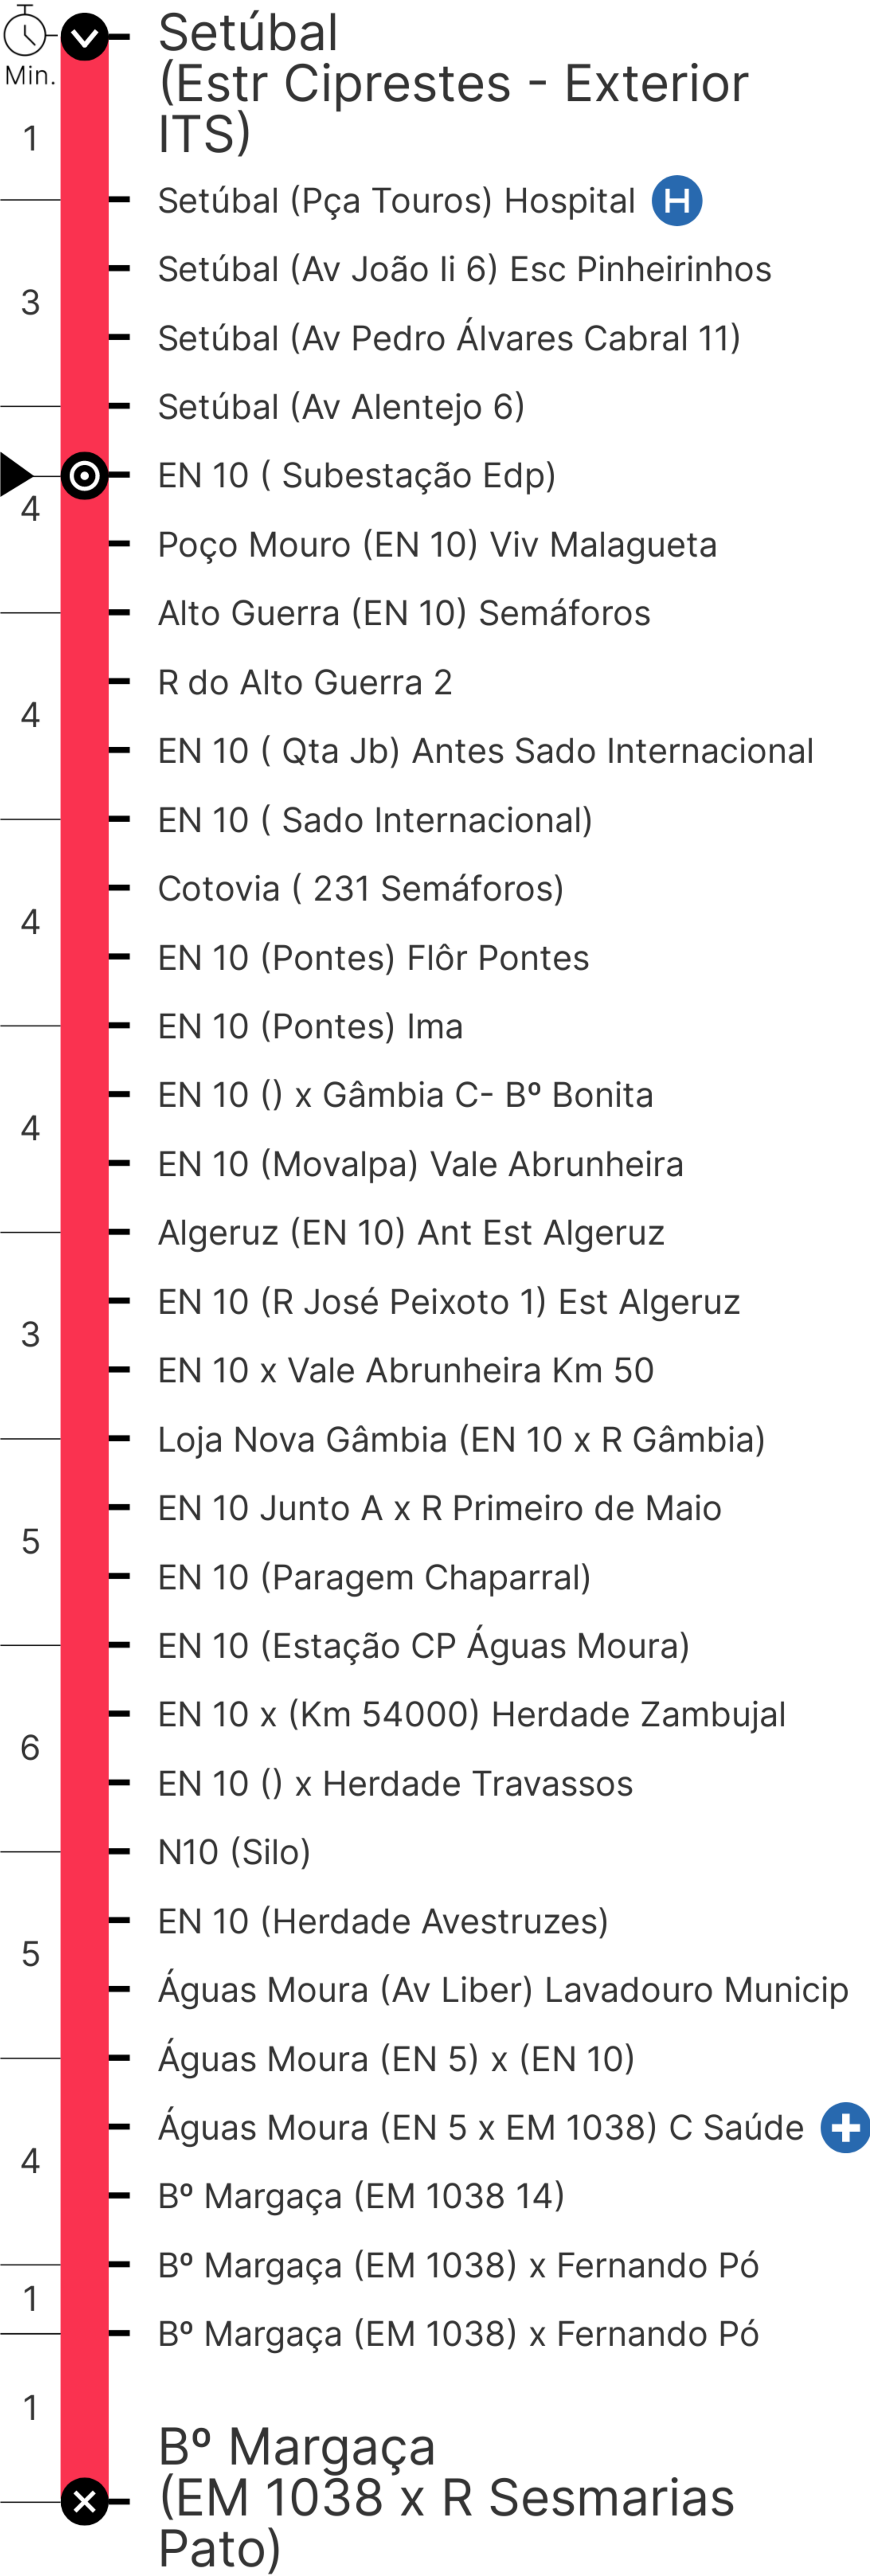 Min.
Setúbal
(Estr Ciprestes - Exterior
ITS)
1
Setúbal (Pça Touros) Hospital H
Setúbal (Av João Ii 6) Esc Pinheirinhos
3
Setúbal (Av Pedro Álvares Cabral 11)
Setúbal (Av Alentejo 6)
EN 10 ( Subestação Edp)
4
Poço Mouro (EN 10) Viv Malagueta
Alto Guerra (EN 10) Semáforos
R do Alto Guerra 2
4
EN 10 ( Qta Jb) Antes Sado Internacional
EN 10 ( Sado Internacional)
Cotovia ( 231 Semáforos)
4
EN 10 (Pontes) Flôr Pontes
EN 10 (Pontes) Ima
EN 10 () x Gâmbia C- Bº Bonita
4
EN 10 (Movalpa) Vale Abrunheira
Algeruz (EN 10) Ant Est Algeruz
EN 10 (R José Peixoto 1) Est Algeruz
3
EN 10 x Vale Abrunheira Km 50
Loja Nova Gâmbia (EN 10 x R Gâmbia)
EN 10 Junto A x R Primeiro de Maio
5
EN 10 (Paragem Chaparral)
EN 10 (Estação CP Águas Moura)
EN 10 x (Km 54000) Herdade Zambujal
6
EN 10 () x Herdade Travassos
N10 (Silo)
EN 10 (Herdade Avestruzes)
5
Águas Moura (Av Liber) Lavadouro Municip
Águas Moura (EN 5) x (EN 10)
Águas Moura (EN 5 x EM 1038) C Saúde
4
Bº Margaça (EM 1038 14)
Bº Margaça (EM 1038) x Fernando Pó
1
Bº Margaça (EM 1038) x Fernando Pó
1
Bº Margaça
(EM 1038 x R Sesmarias
Pato)